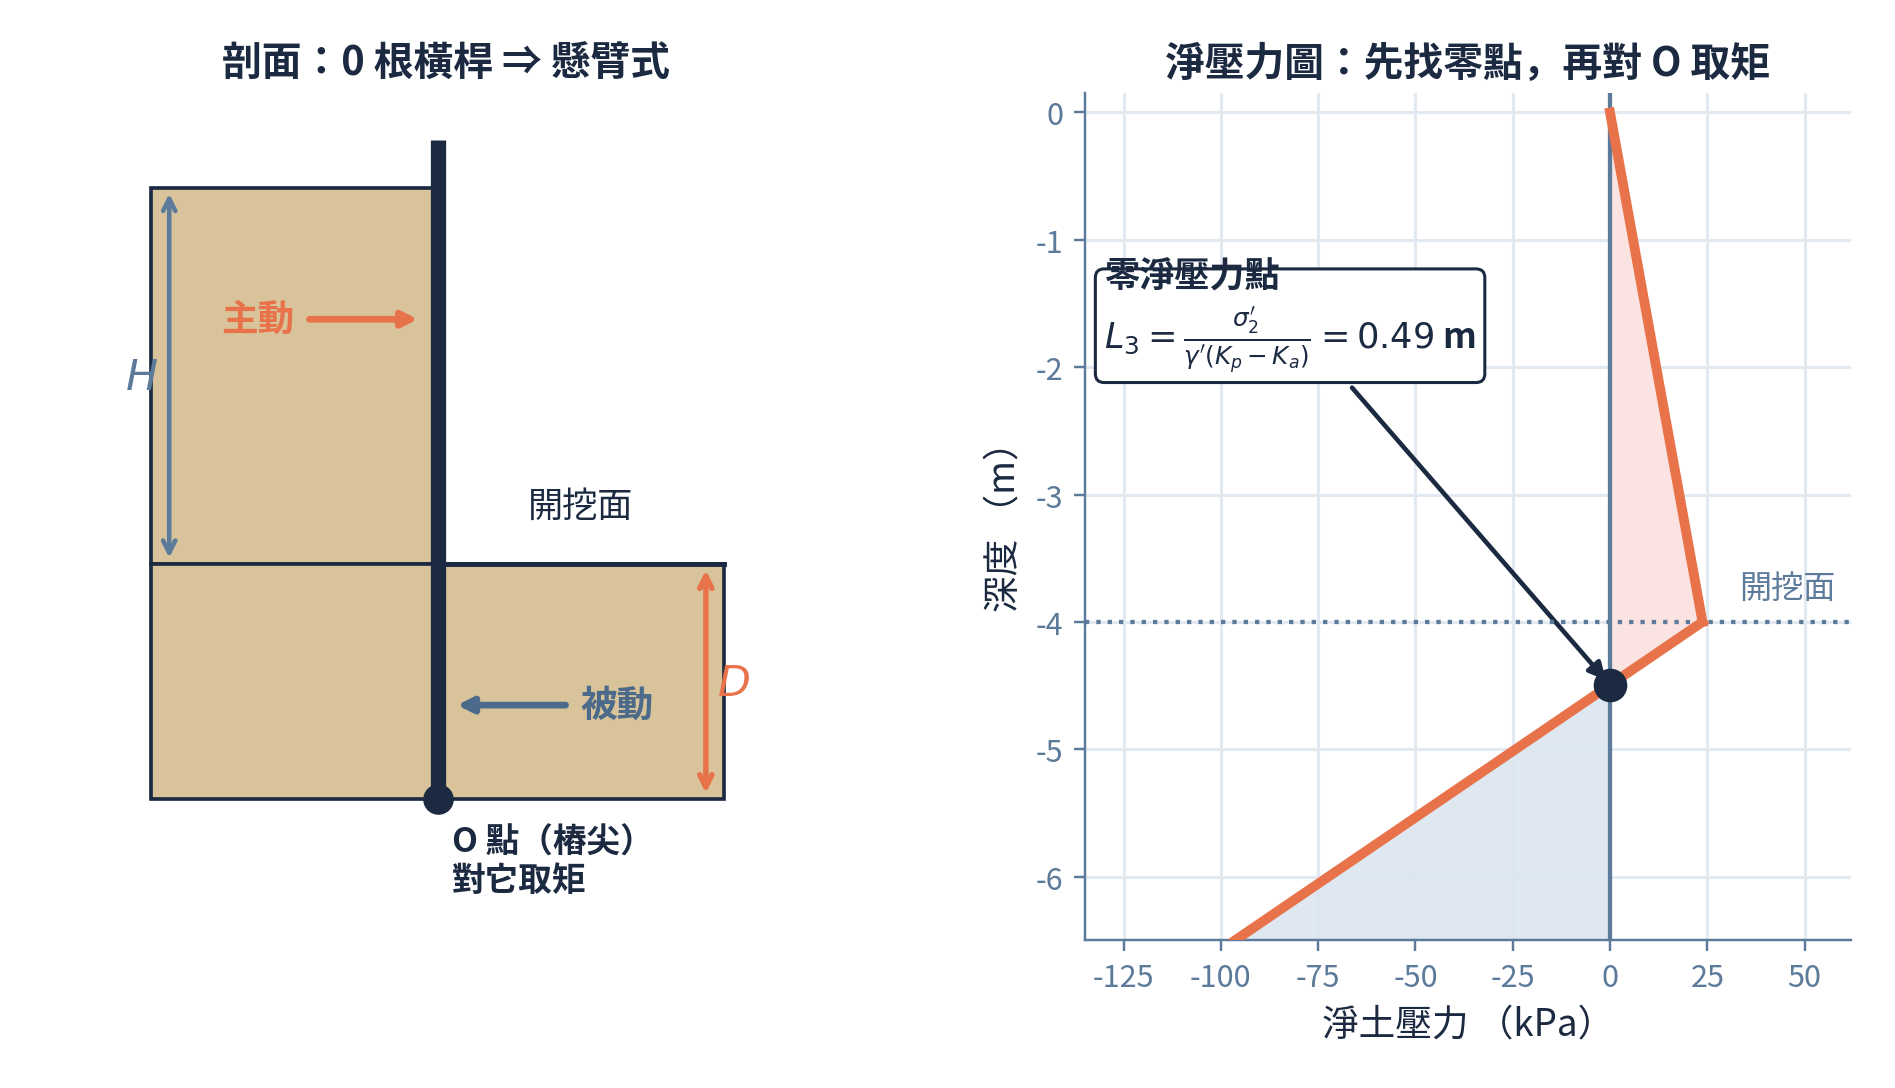 剖面：0 根橫桿 ⇒ 懸臂式
主動
H
開挖面
被動
D
O 點（樁尖）
對它取矩
淨壓力圖：先找零點，再對 O 取矩
0
-1
-2
-3
-4
-5
-6
深度 （m）
零淨壓力點
L₃ = σ′₂ / γ′(Kₚ − Kₐ) = 0.49 m
開挖面
-125 -100 -75 -50 -25 0 25 50
淨土壓力 （kPa）